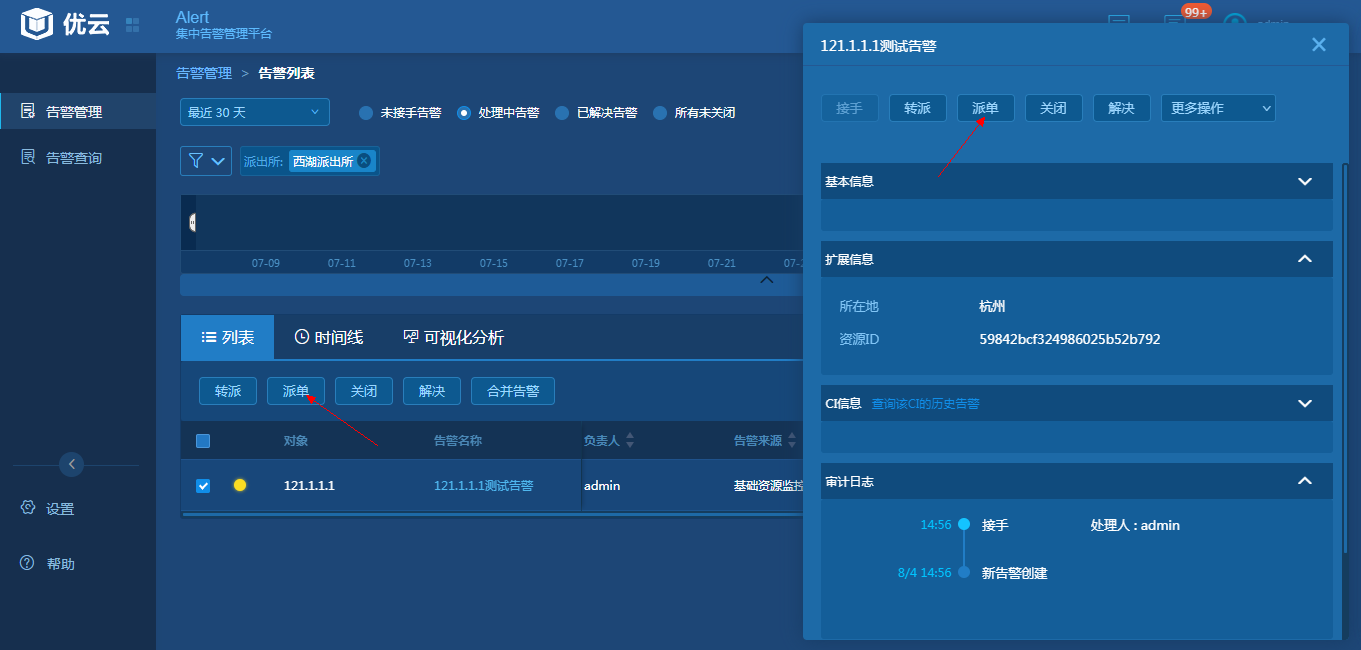 优云
Alert
集中告警管理平台
99+
admin
告警管理
告警查询
设置
帮助
告警管理 > 告警列表
最近 30 天
未接手告警
处理中告警
已解决告警
所有未关闭
派出所: 西湖派出所
07-09 07-11 07-13 07-15 07-17 07-19 07-21 07-2
列表
时间线
可视化分析
转派 派单 关闭 解决 合并告警
对象 告警名称 负责人 告警来源
121.1.1.1 121.1.1.1测试告警 admin 基础资源监控
121.1.1.1测试告警
接手 转派 派单 关闭 解决 更多操作
基本信息
扩展信息
所在地 杭州
资源ID 59842bcf324986025b52b792
CI信息 查询该CI的历史告警
审计日志
14:56 接手 处理人 : admin
8/4 14:56 新告警创建